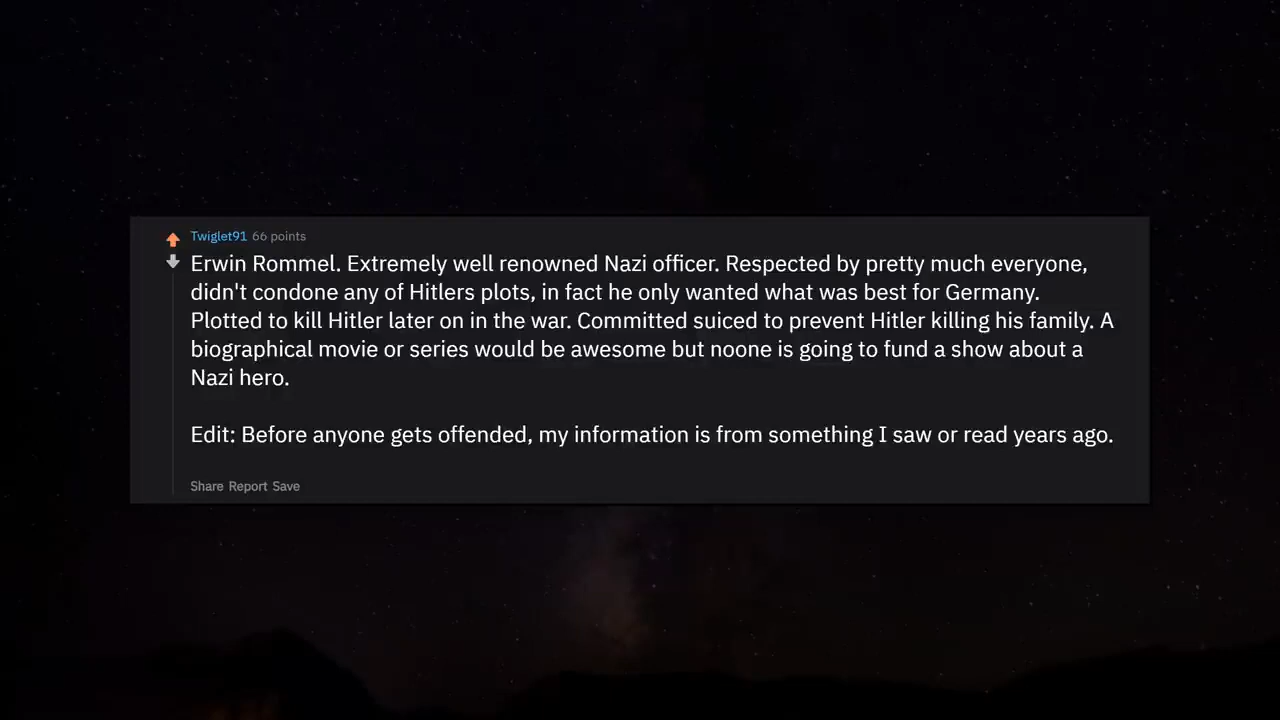 Twiglet91 66 points
Erwin Rommel. Extremely well renowned Nazi officer. Respected by pretty much everyone,
didn't condone any of Hitlers plots, in fact he only wanted what was best for Germany.
Plotted to kill Hitler later on in the war. Committed suiced to prevent Hitler killing his family. A
biographical movie or series would be awesome but noone is going to fund a show about a
Nazi hero.
Edit: Before anyone gets offended, my information is from something I saw or read years ago.
Share Report Save